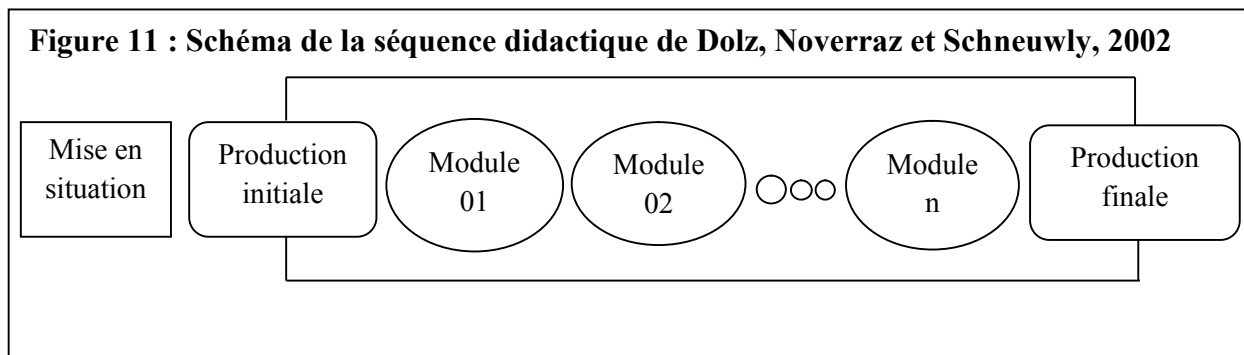 Figure 11 : Schéma de la séquence didactique de Dolz, Noverraz et Schneuwly, 2002
Mise en
situation
Production
initiale
Module
01
Module
02
Module
n
Production
finale